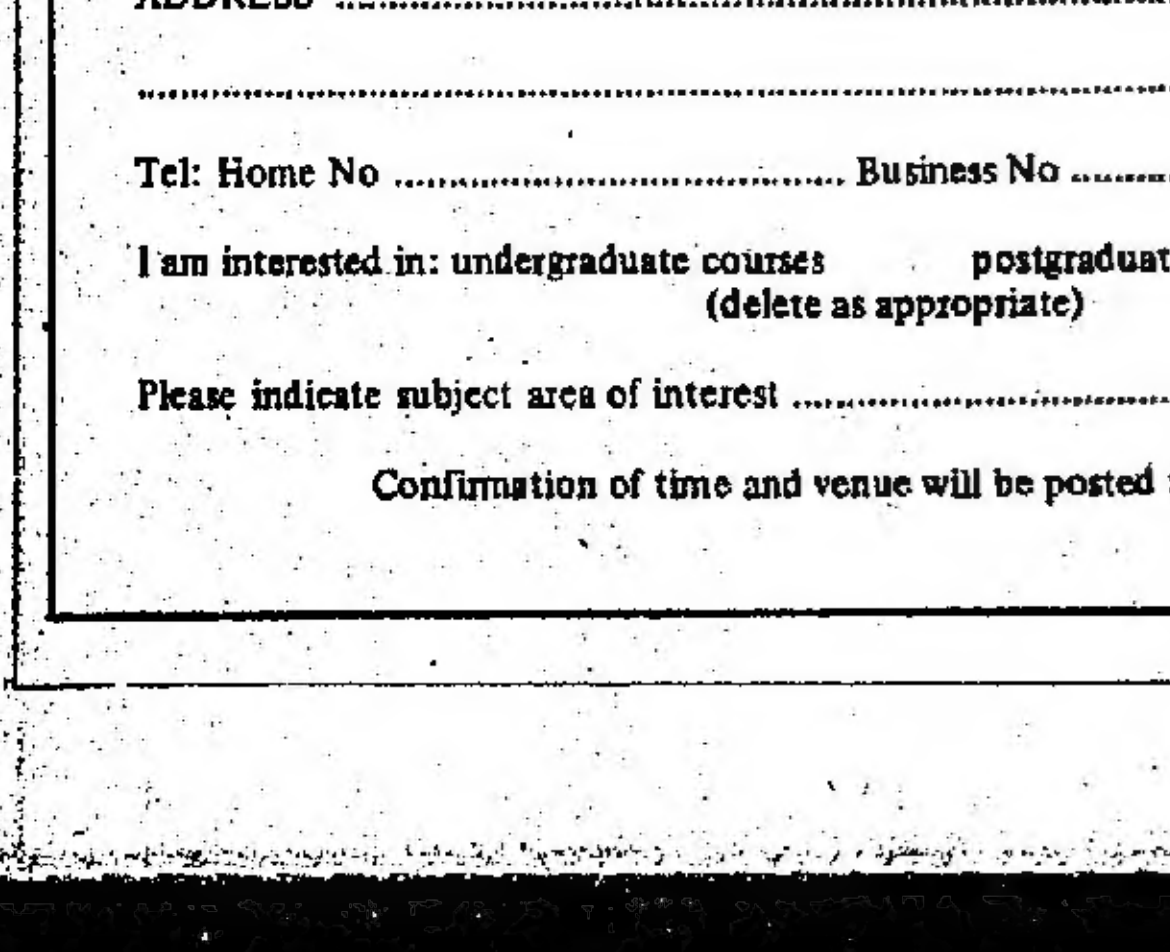 ADDRESS ..........................................................
..........................................................
Tel: Home No .......................................... Business No .........
I am interested in: undergraduate courses postgraduat
(delete as appropriate)
Please indicate subject area of interest ....................................
Confirmation of time and venue will be posted